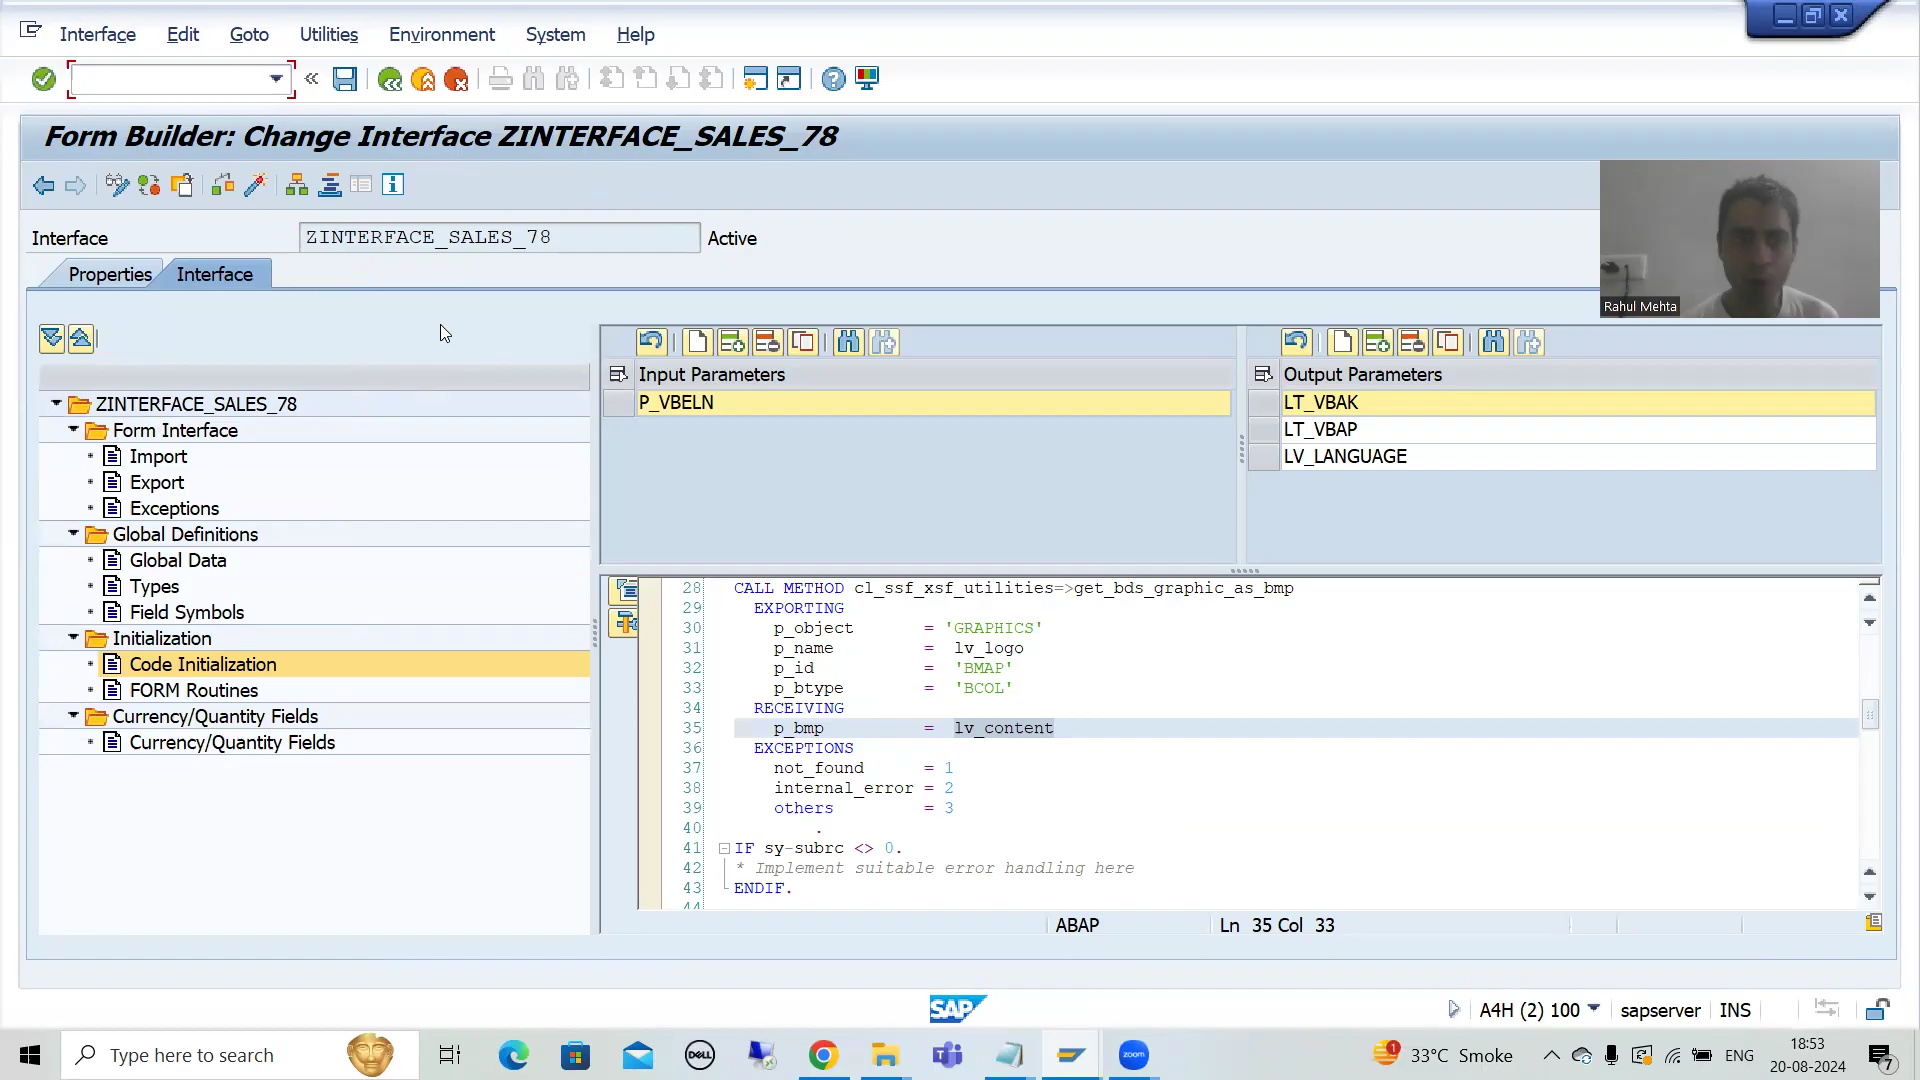 Interface Edit Goto Utilities Environment System Help
Form Builder: Change Interface ZINTERFACE_SALES_78
Interface ZINTERFACE_SALES_78 Active
Rahul Mehta
Properties Interface
Input Parameters
P_VBELN
Output Parameters
LT_VBAK
LT_VBAP
LV_LANGUAGE
ZINTERFACE_SALES_78
Form Interface
Import
Export
Exceptions
Global Definitions
Global Data
Types
Field Symbols
Initialization
Code Initialization
FORM Routines
Currency/Quantity Fields
Currency/Quantity Fields
28 CALL METHOD cl_ssf_xsf_utilities=>get_bds_graphic_as_bmp
29 EXPORTING
30 p_object = 'GRAPHICS'
31 p_name = lv_logo
32 p_id = 'BMAP'
33 p_btype = 'BCOL'
34 RECEIVING
35 p_bmp = lv_content
36 EXCEPTIONS
37 not_found = 1
38 internal_error = 2
39 others = 3
40 .
41 IF sy-subrc <> 0.
42 * Implement suitable error handling here
43 ENDIF.
44
ABAP Ln 35 Col 33
SAP
A4H (2) 100 sapserver INS
Type here to search
DELL
zoom
1
33°C Smoke
ENG
18:53
20-08-2024
7